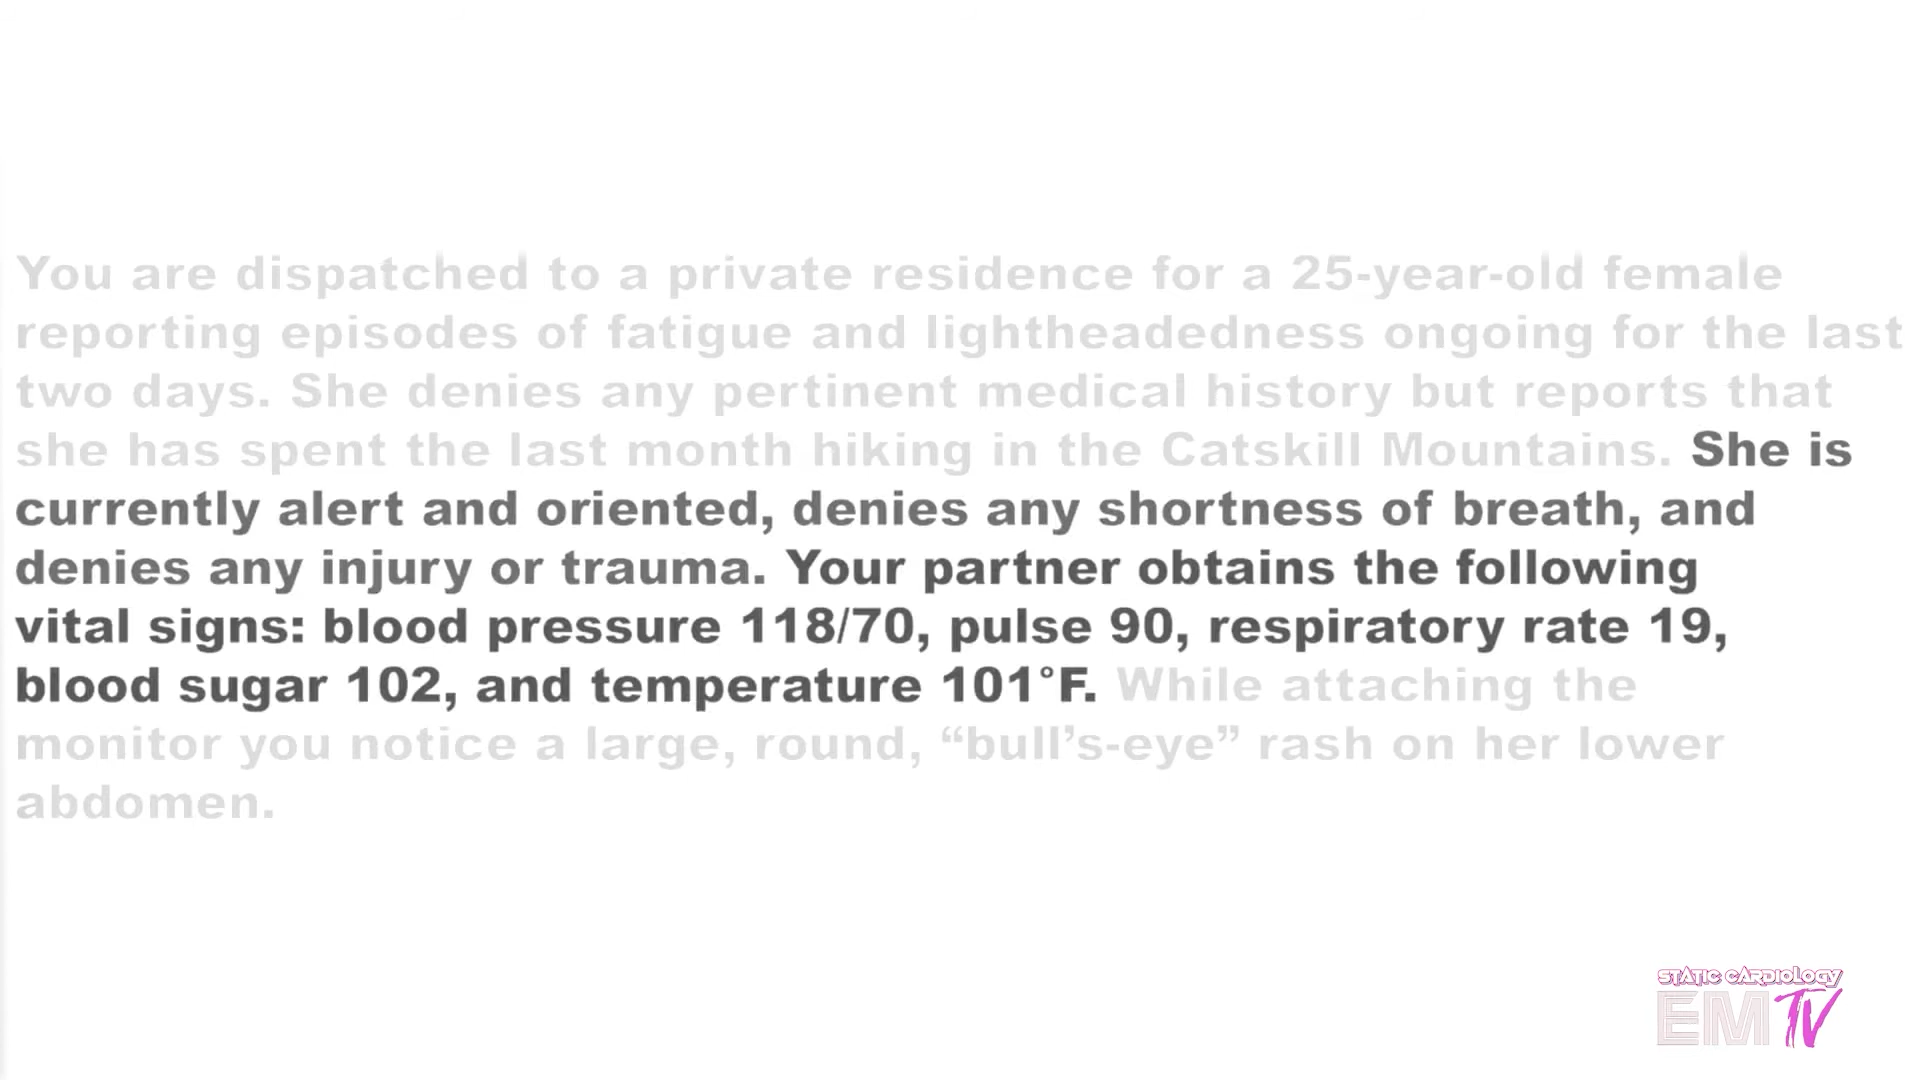 You are dispatched to a private residence for a 25-year-old female
reporting episodes of fatigue and lightheadedness ongoing for the last
two days. She denies any pertinent medical history but reports that
she has spent the last month hiking in the Catskill Mountains. She is
currently alert and oriented, denies any shortness of breath, and
denies any injury or trauma. Your partner obtains the following
vital signs: blood pressure 118/70, pulse 90, respiratory rate 19,
blood sugar 102, and temperature 101°F. While attaching the
monitor you notice a large, round, “bull’s-eye” rash on her lower
abdomen.
STATIC CARDIOLOGY
EMTV